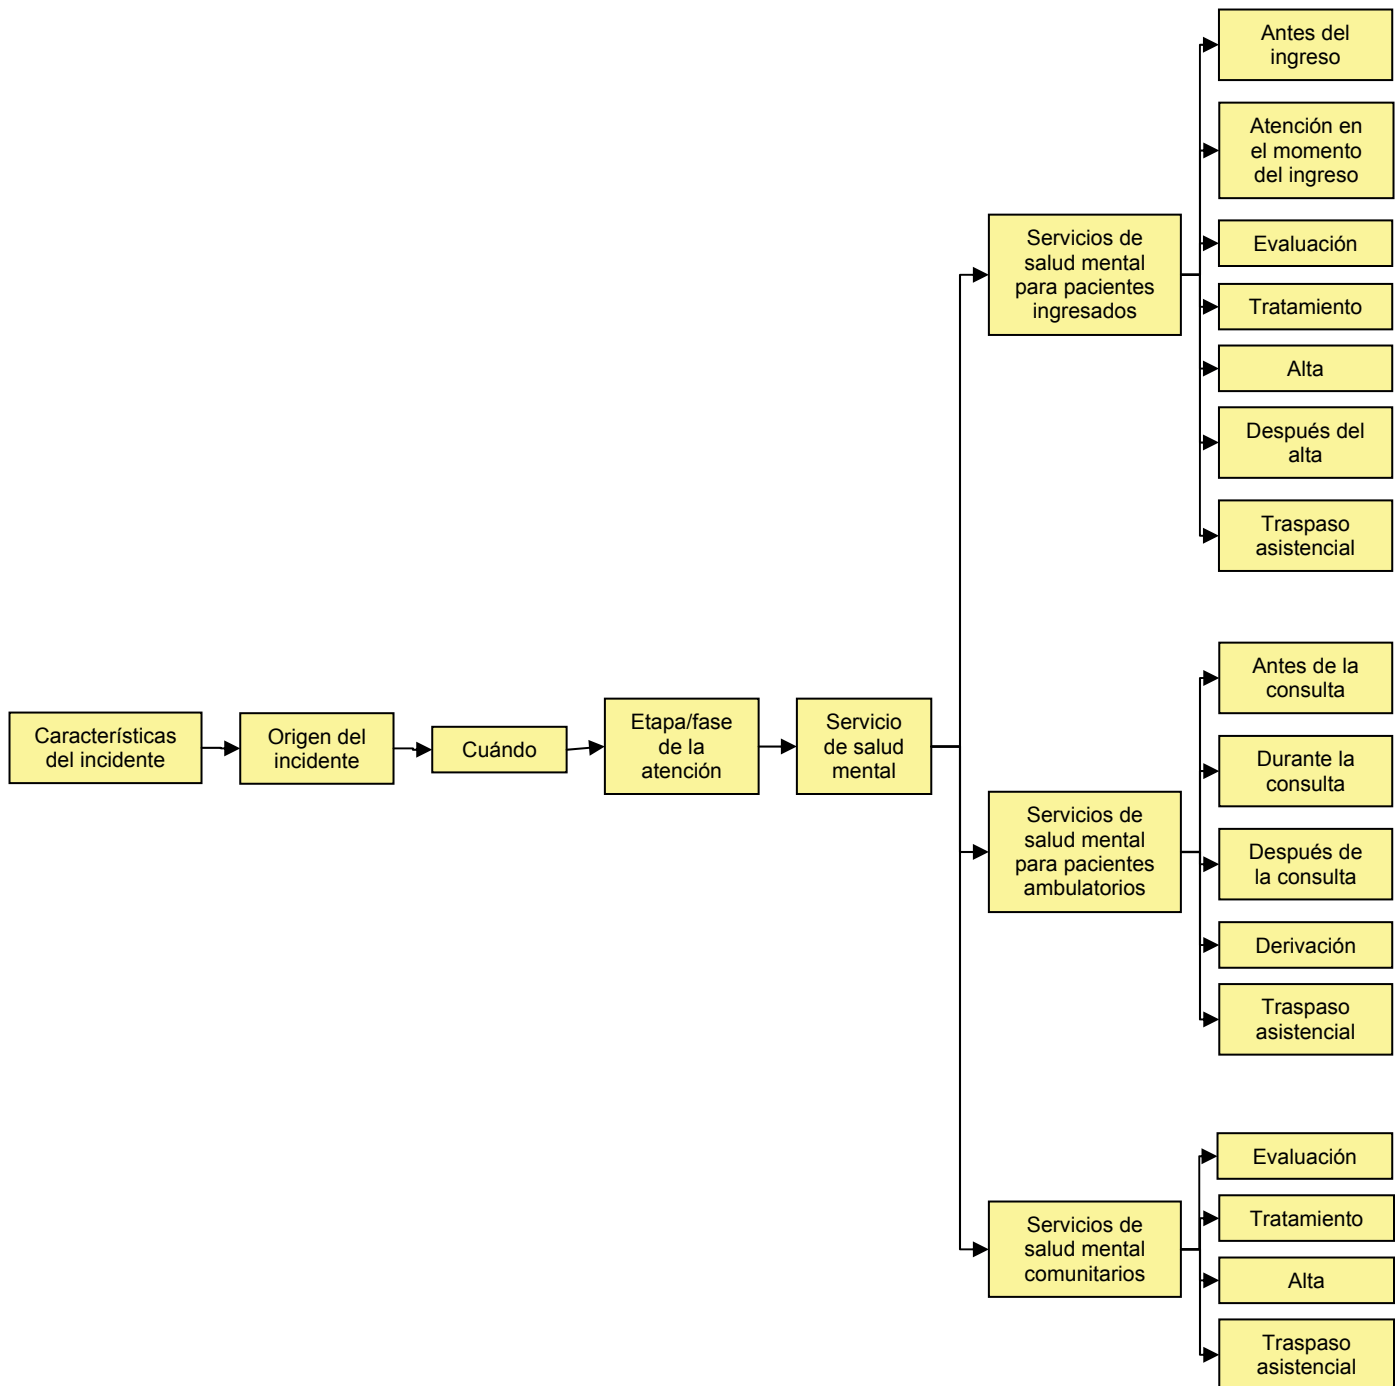 Características
del incidente
Origen del
incidente
Cuándo
Etapa/fase
de la
atención
Servicio
de salud
mental
Servicios de
salud mental
para pacientes
ingresados
Antes del
ingreso
Atención en
el momento
del ingreso
Evaluación
Tratamiento
Alta
Después del
alta
Traspaso
asistencial
Servicios de
salud mental
para pacientes
ambulatorios
Antes de la
consulta
Durante la
consulta
Después de
la consulta
Derivación
Traspaso
asistencial
Servicios de
salud mental
comunitarios
Evaluación
Tratamiento
Alta
Traspaso
asistencial